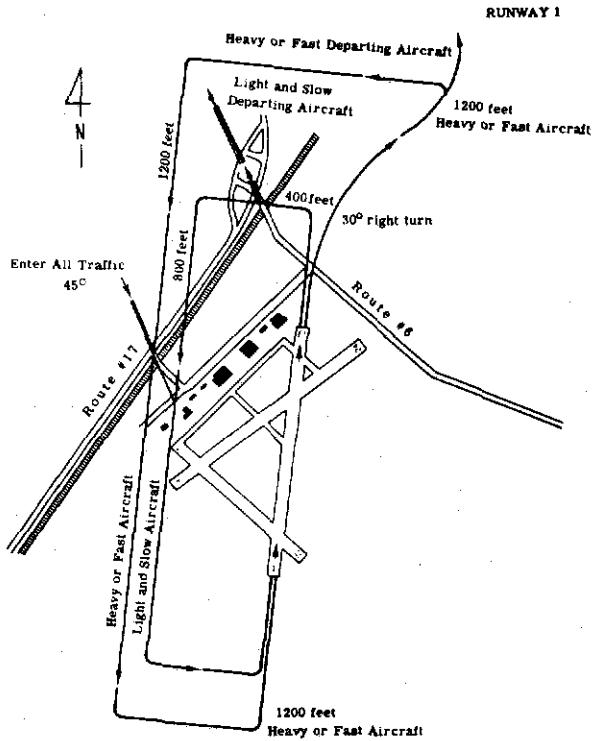 RUNWAY 1
Heavy or Fast Departing Aircraft
Light and Slow
Departing Aircraft
N
1200 feet
Heavy or Fast Aircraft
1200 feet
400 feet
30° right turn
800 feet
Enter All Traffic
45°
Route #6
Route #17
Heavy or Fast Aircraft
Light and Slow Aircraft
1200 feet
Heavy or Fast Aircraft